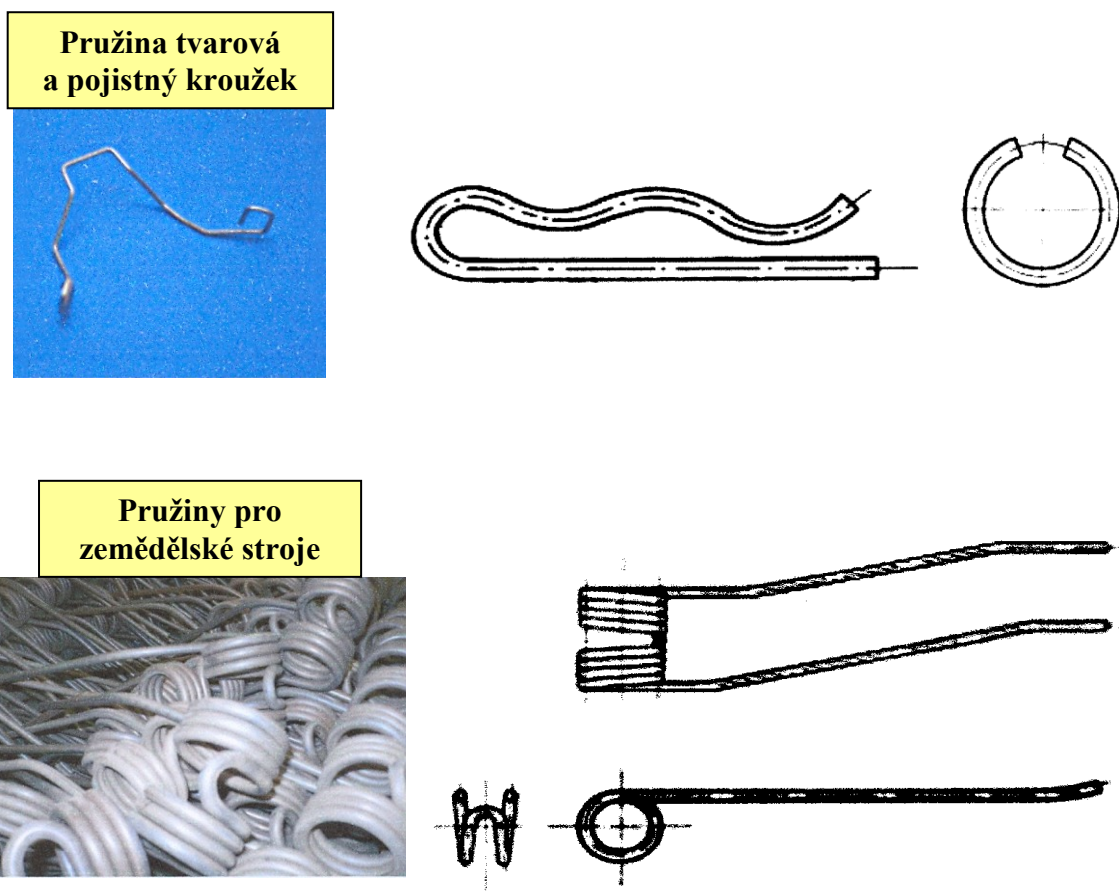 Pružina tvarová
a pojistný kroužek
Pružiny pro
zemědělské stroje